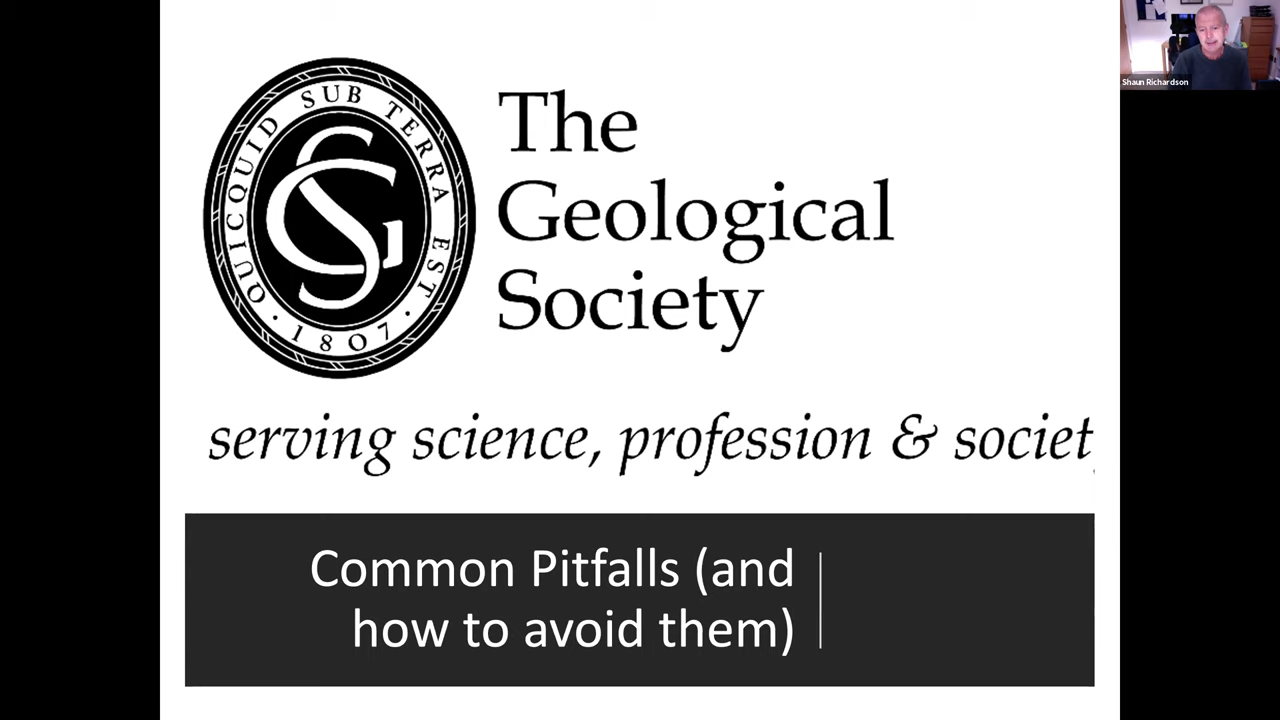 QUICQUID SUB TERRA EST
· 1807 ·
The
Geological
Society
serving science, profession & societ
Common Pitfalls (and
how to avoid them)
Shaun Richardson